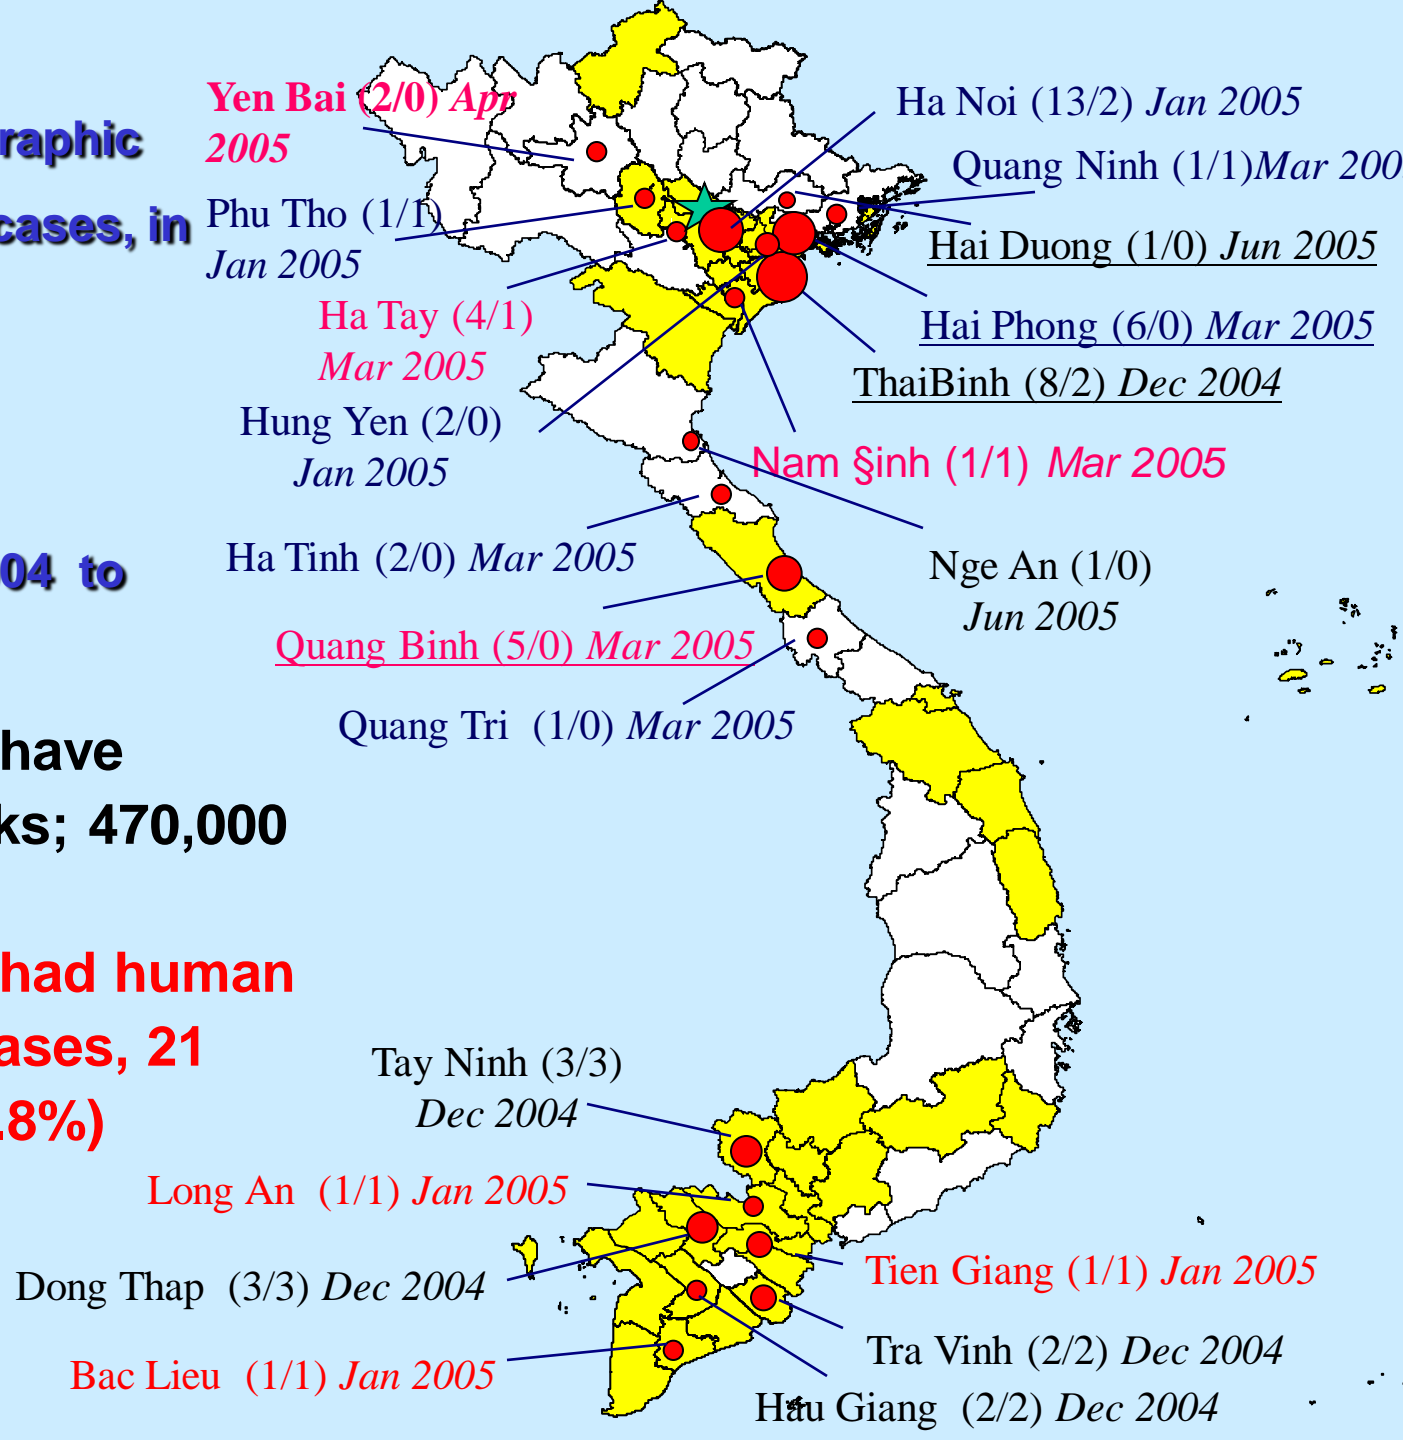 raphic
cases, in
04 to
have
ks; 470,000
had human
ases, 21
.8%)
Yen Bai (2/0) Apr
2005
Phu Tho (1/1)
Jan 2005
Ha Tay (4/1)
Mar 2005
Hung Yen (2/0)
Jan 2005
Ha Tinh (2/0) Mar 2005
Quang Binh (5/0) Mar 2005
Quang Tri (1/0) Mar 2005
Ha Noi (13/2) Jan 2005
Quang Ninh (1/1)Mar 200
Hai Duong (1/0) Jun 2005
Hai Phong (6/0) Mar 2005
ThaiBinh (8/2) Dec 2004
Nam §inh (1/1) Mar 2005
Nge An (1/0)
Jun 2005
Tay Ninh (3/3)
Dec 2004
Long An (1/1) Jan 2005
Dong Thap (3/3) Dec 2004
Bac Lieu (1/1) Jan 2005
Tien Giang (1/1) Jan 2005
Tra Vinh (2/2) Dec 2004
Hau Giang (2/2) Dec 2004